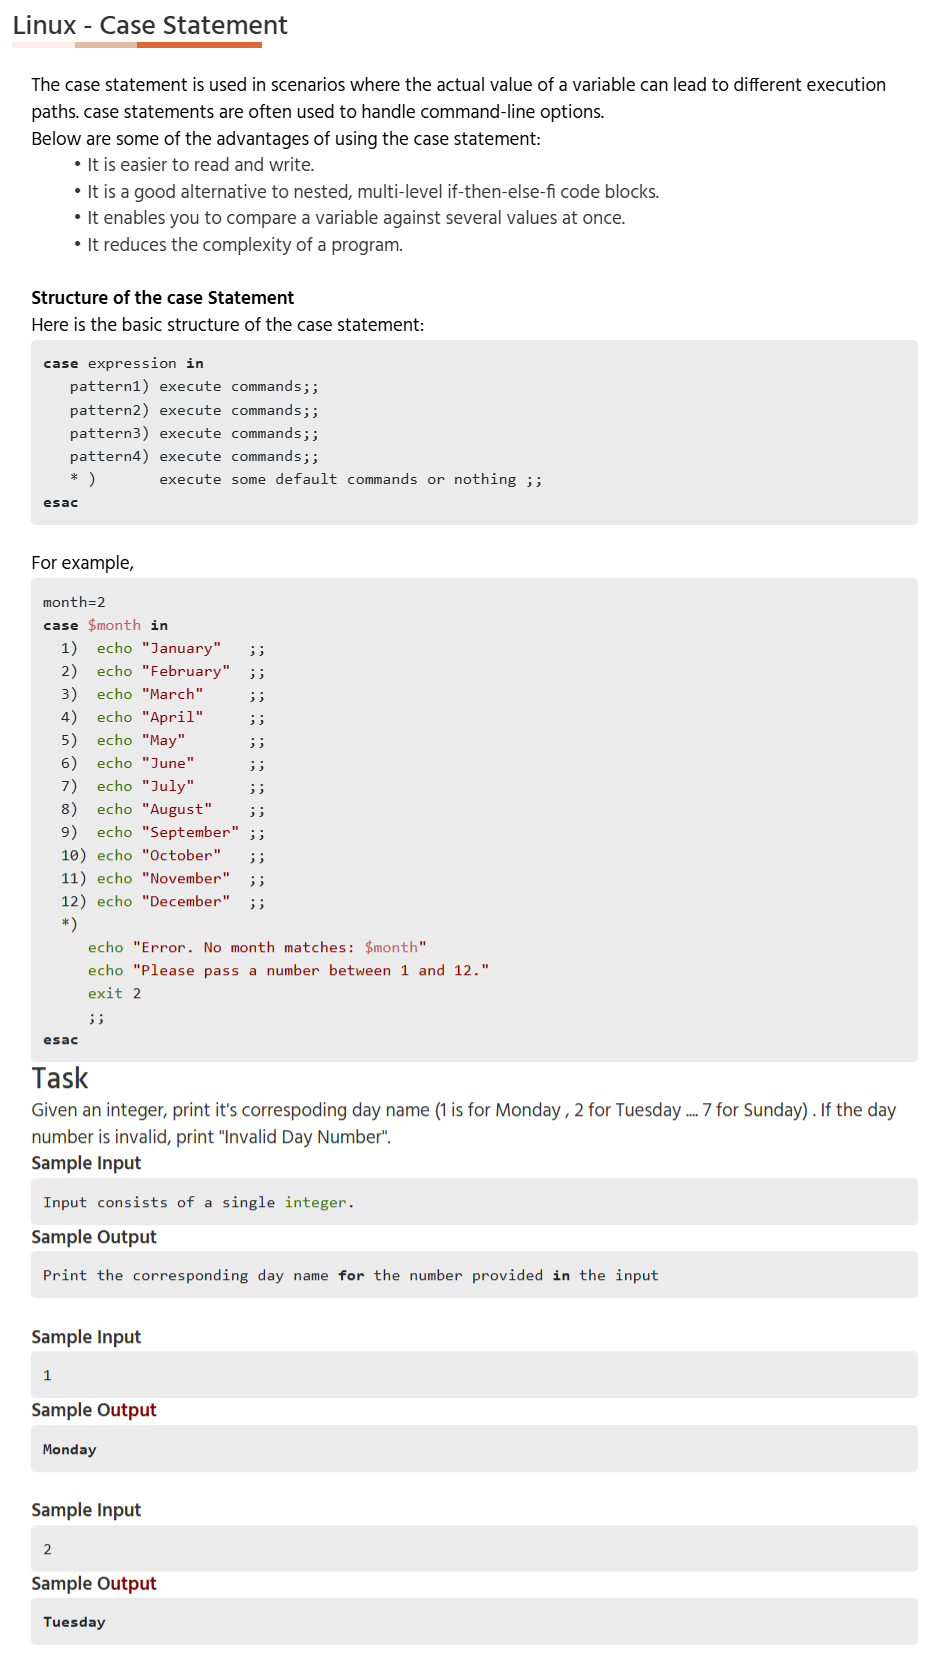 Linux - Case Statement
The case statement is used in scenarios where the actual value of a variable can lead to different execution
paths. case statements are often used to handle command-line options.
Below are some of the advantages of using the case statement:
• It is easier to read and write.
• It is a good alternative to nested, multi-level if-then-else-fi code blocks.
• It enables you to compare a variable against several values at once.
• It reduces the complexity of a program.
Structure of the case Statement
Here is the basic structure of the case statement:
case expression in
   pattern1) execute commands;;
   pattern2) execute commands;;
   pattern3) execute commands;;
   pattern4) execute commands;;
   * )       execute some default commands or nothing ;;
esac
For example,
month=2
case $month in
  1)  echo "January"   ;;
  2)  echo "February"  ;;
  3)  echo "March"     ;;
  4)  echo "April"     ;;
  5)  echo "May"       ;;
  6)  echo "June"      ;;
  7)  echo "July"      ;;
  8)  echo "August"    ;;
  9)  echo "September" ;;
  10) echo "October"   ;;
  11) echo "November"  ;;
  12) echo "December"  ;;
  *)
     echo "Error. No month matches: $month"
     echo "Please pass a number between 1 and 12."
     exit 2
     ;;
esac
Task
Given an integer, print it's correspoding day name (1 is for Monday , 2 for Tuesday .... 7 for Sunday) . If the day
number is invalid, print "Invalid Day Number".
Sample Input
Input consists of a single integer.
Sample Output
Print the corresponding day name for the number provided in the input
Sample Input
1
Sample Output
Monday
Sample Input
2
Sample Output
Tuesday